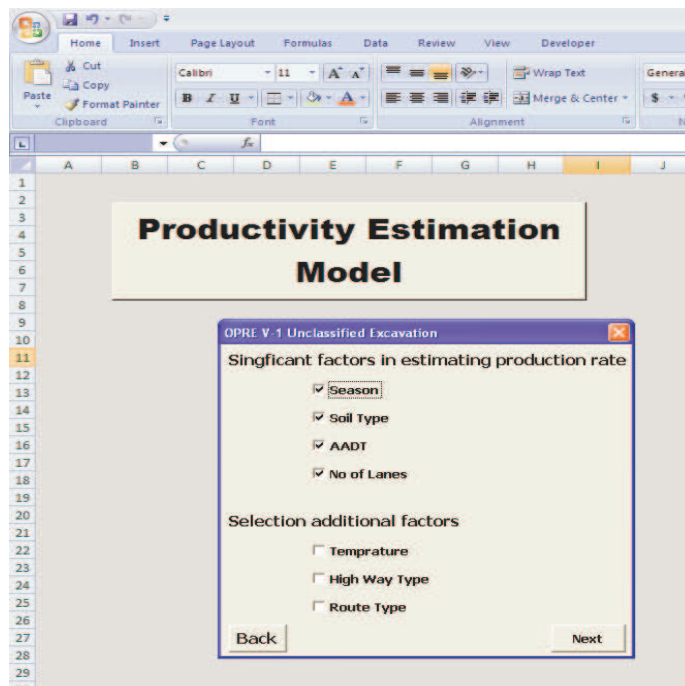 Home Insert Page Layout Formulas Data Review View Developer
Cut
Copy
Paste
Format Painter
Calibri 11 A A Wrap Text General
B I U A Merge & Center $
Clipboard Font Alignment
L fx
A B C D E F G H I J
1
2
3
4
5
6
7
8
9
10
11
12
13
14
15
16
17
18
19
20
21
22
23
24
25
26
27
28
29
Productivity Estimation
Model
OPRE V-1 Unclassified Excavation
Singficant factors in estimating production rate
Season
Soil Type
AADT
No of Lanes
Selection additional factors
Temprature
High Way Type
Route Type
Back Next